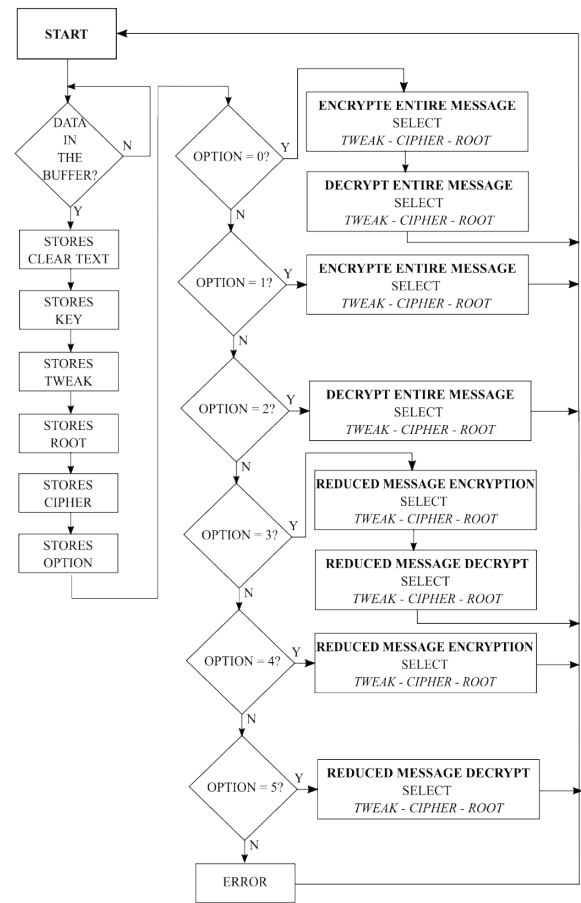 START
DATA
IN
THE
BUFFER?
N
Y
STORES
CLEAR TEXT
STORES
KEY
STORES
TWEAK
STORES
ROOT
STORES
CIPHER
STORES
OPTION
OPTION = 0?
Y
N
ENCRYPTE ENTIRE MESSAGE
SELECT
TWEAK - CIPHER - ROOT
DECRYPT ENTIRE MESSAGE
SELECT
TWEAK - CIPHER - ROOT
OPTION = 1?
Y
N
ENCRYPTE ENTIRE MESSAGE
SELECT
TWEAK - CIPHER - ROOT
OPTION = 2?
Y
N
DECRYPT ENTIRE MESSAGE
SELECT
TWEAK - CIPHER - ROOT
OPTION = 3?
Y
N
REDUCED MESSAGE ENCRYPTION
SELECT
TWEAK - CIPHER - ROOT
REDUCED MESSAGE DECRYPT
SELECT
TWEAK - CIPHER - ROOT
OPTION = 4?
Y
N
REDUCED MESSAGE ENCRYPTION
SELECT
TWEAK - CIPHER - ROOT
OPTION = 5?
Y
N
REDUCED MESSAGE DECRYPT
SELECT
TWEAK - CIPHER - ROOT
ERROR